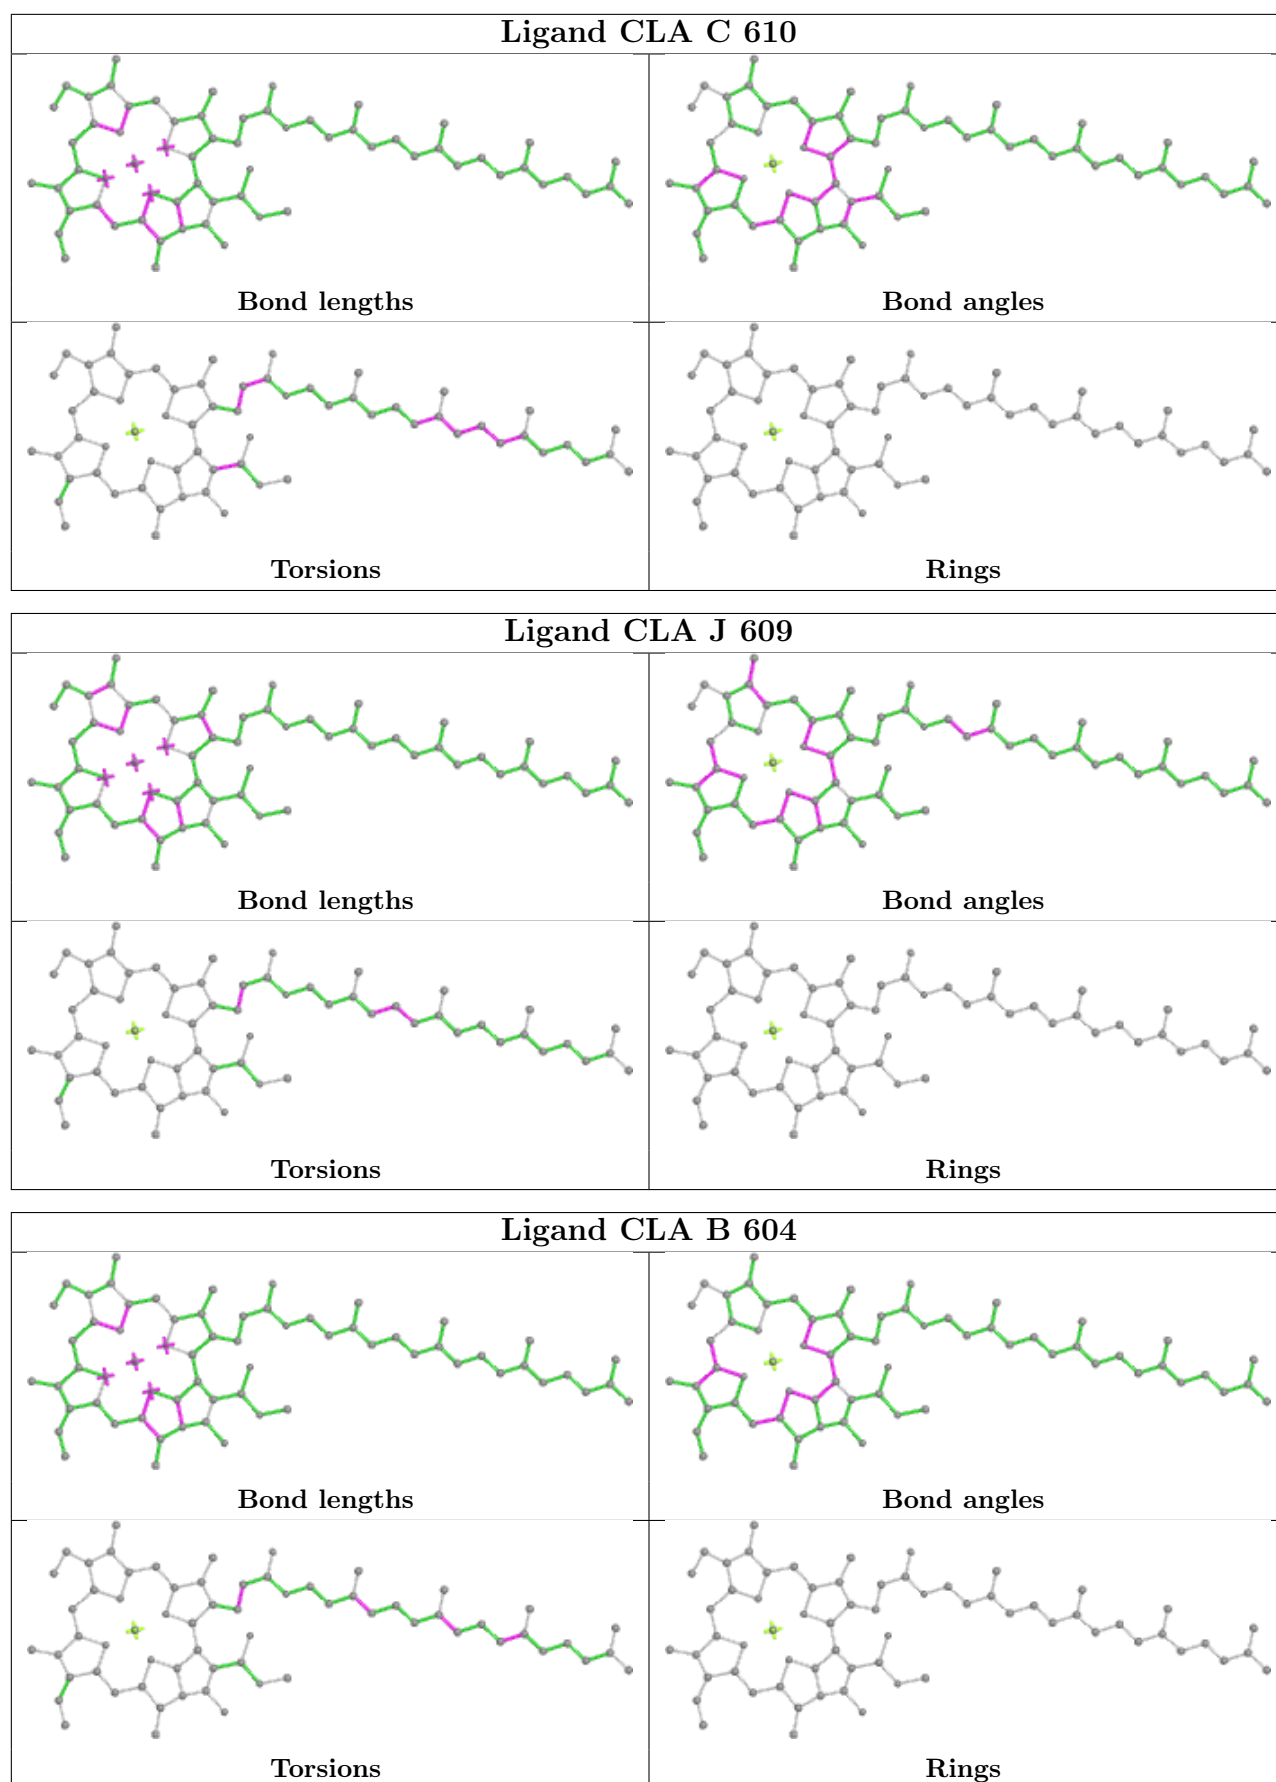 Ligand CLA C 610
Bond lengths
Bond angles
Torsions
Rings
Ligand CLA J 609
Bond lengths
Bond angles
Torsions
Rings
Ligand CLA B 604
Bond lengths
Bond angles
Torsions
Rings